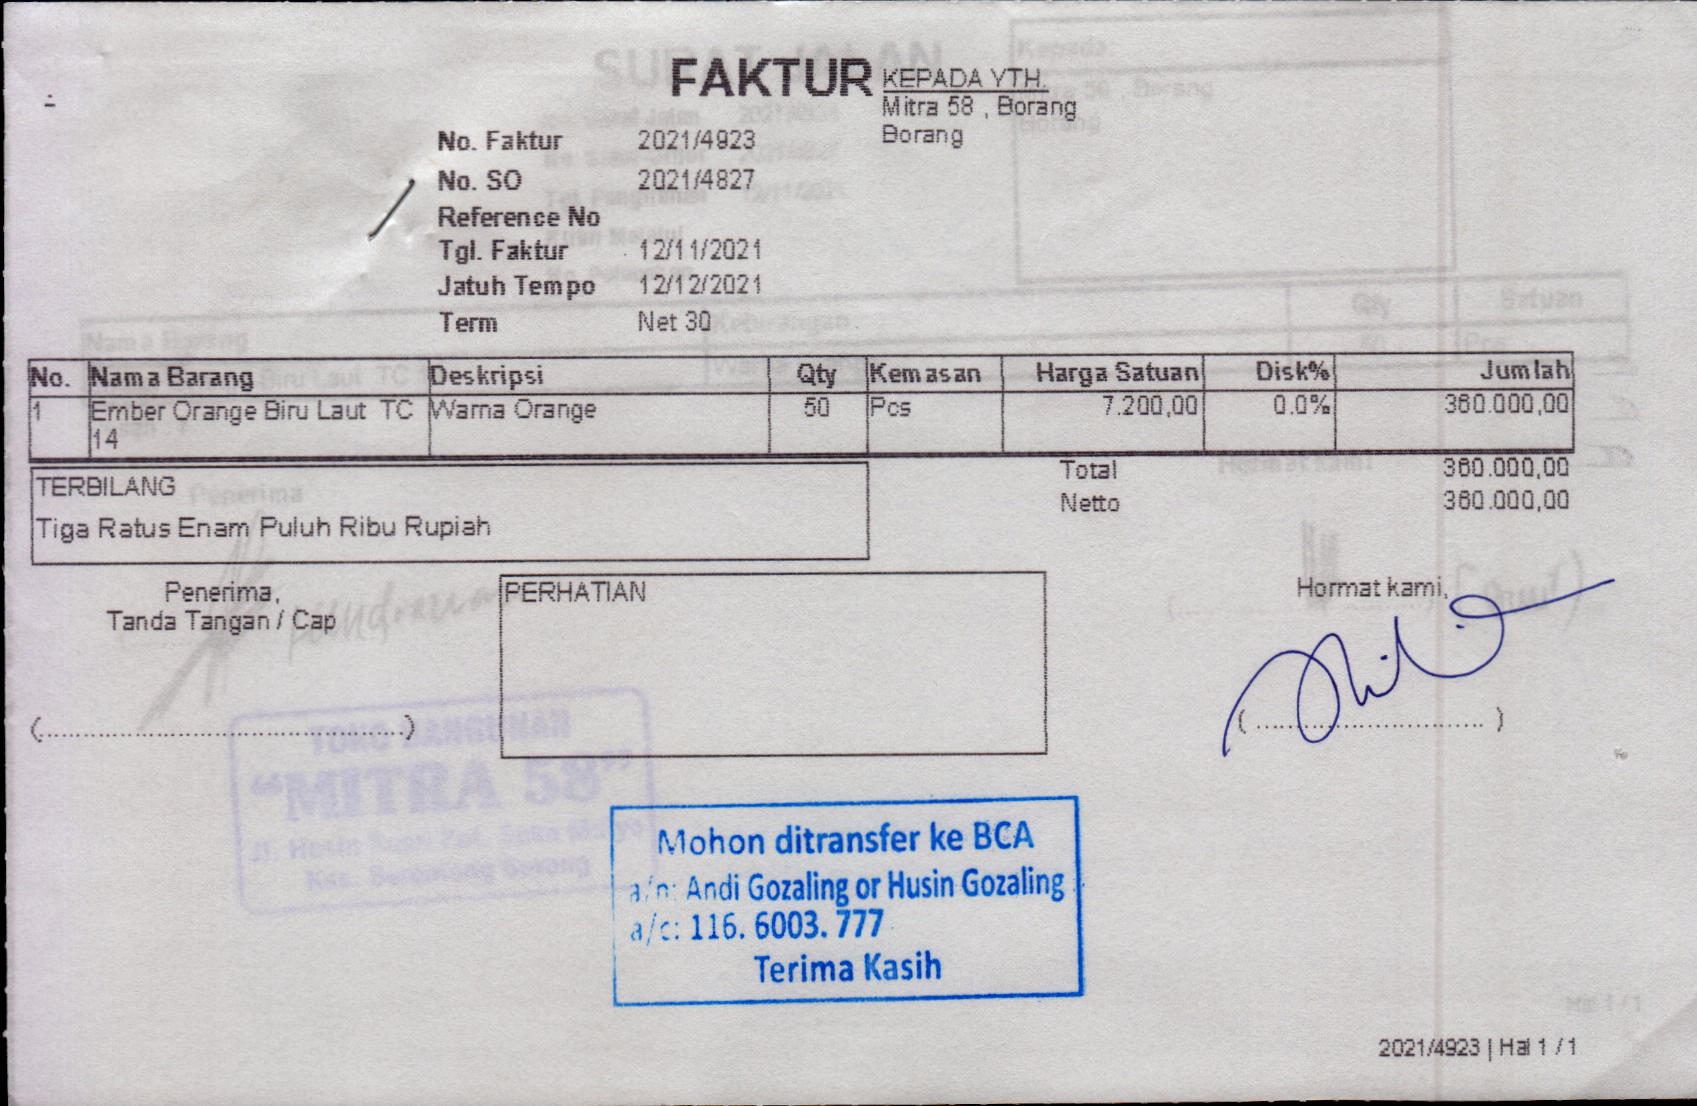 FAKTUR
KEPADA YTH.
Mitra 58 , Borang
Borang
No. Faktur 2021/4923
No. SO 2021/4827
Reference No
Tgl. Faktur 12/11/2021
Jatuh Tempo 12/12/2021
Term Net 30
No. Nama Barang Deskripsi Qty Kemasan Harga Satuan Disk% Jumlah
1 Ember Orange Biru Laut TC Warna Orange 50 Pcs 7.200,00 0.0% 360.000,00
14
Total 360.000,00
Netto 360.000,00
TERBILANG
Tiga Ratus Enam Puluh Ribu Rupiah
Penerima,
Tanda Tangan / Cap
PERHATIAN
Hormat kami,
(..........................................)
( .............................. )
TOKO BANGUNAN
"MITRA 58"
Mohon ditransfer ke BCA
a/n: Andi Gozaling or Husin Gozaling
a/c: 116. 6003. 777
Terima Kasih
2021/4923 | Hal 1 / 1